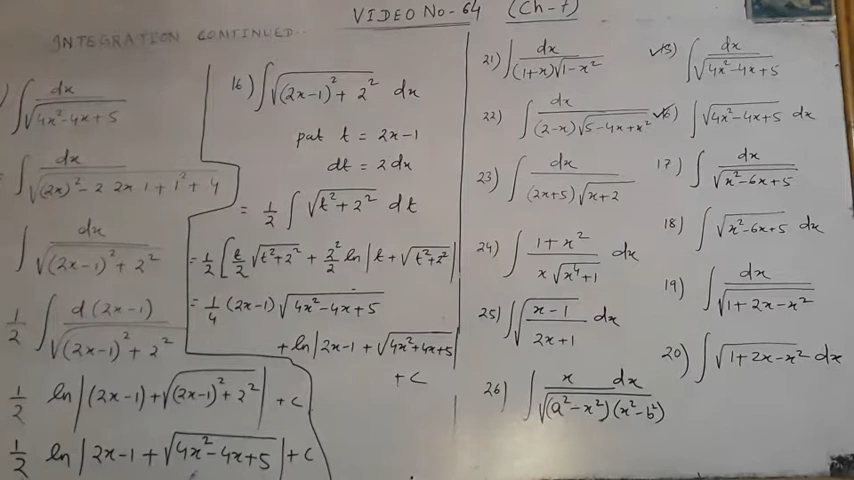 VIDEO No-64 (Ch-7)
INTEGRATION CONTINUED..
) ∫ dx / √(4x²-4x+5)
= ∫ dx / √((2x)²-2 2x 1+1²+4)
∫ dx / √((2x-1)²+2²)
1/2 ∫ d(2x-1) / √((2x-1)²+2²)
1/2 ln|(2x-1)+√((2x-1)²+2²)| +c
1/2 ln|2x-1+√(4x²-4x+5)| +c
16) ∫ √((2x-1)²+2²) dx
put t = 2x-1
dt = 2dx
= 1/2 ∫ √(t²+2²) dt
= 1/2 [t/2 √(t²+2²) + 2²/2 ln|t+√(t²+2²)|
= 1/4 (2x-1) √(4x²-4x+5)
+ ln|2x-1+√(4x²+4x+5)|
+c
21) ∫ dx / (1+x)√(1-x²)
22) ∫ dx / (2-x)√(5-4x+x²)
23) ∫ dx / (2x+5)√(x+2)
24) ∫ (1+x²) / x√(x⁴+1) dx
25) ∫ √((x-1) / (2x+1)) dx
26) ∫ x dx / √((a²-x²)(x²-b²))
✓15) ∫ dx / √(4x²-4x+5)
✓16) ∫ √(4x²-4x+5) dx
17) ∫ dx / √(x²-6x+5)
18) ∫ √(x²-6x+5) dx
19) ∫ dx / √(1+2x-x²)
20) ∫ √(1+2x-x²) dx